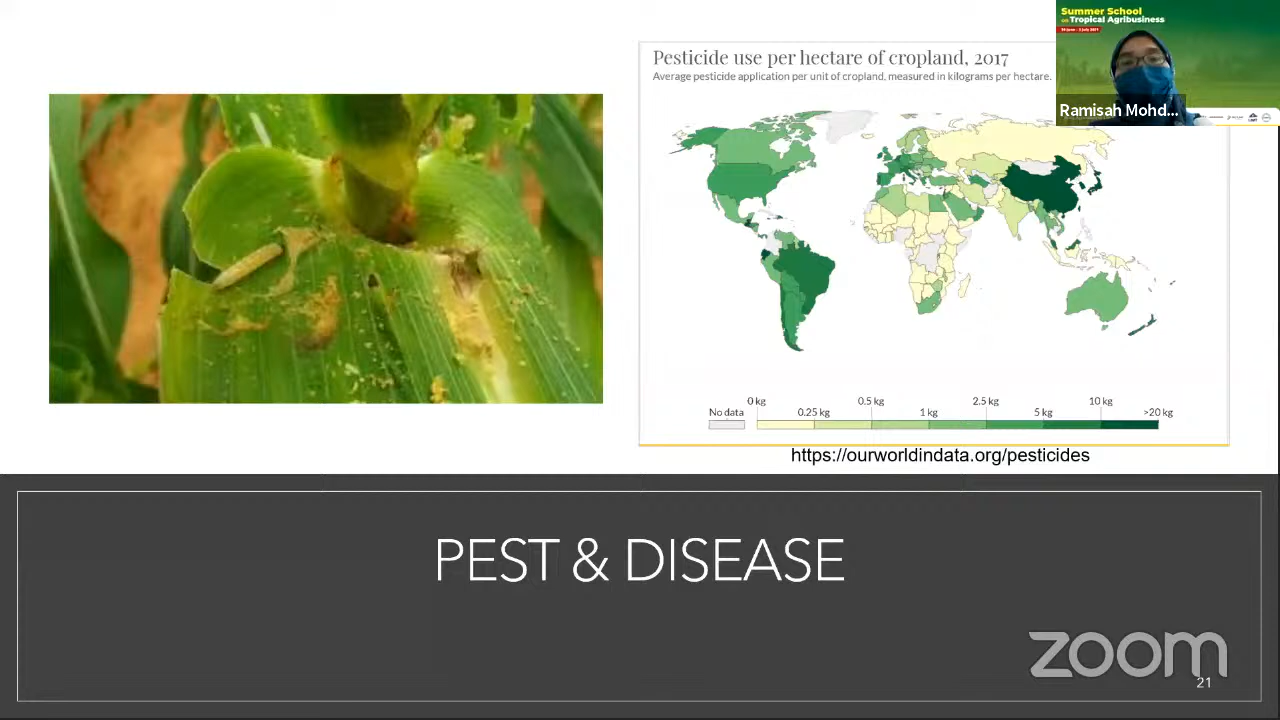 Summer School
on Tropical Agribusiness
Ramisah Mohd...
Pesticide use per hectare of cropland, 2017
Average pesticide application per unit of cropland, measured in kilograms per hectare.
No data
0 kg
0.25 kg
0.5 kg
1 kg
2.5 kg
5 kg
10 kg
>20 kg
https://ourworldindata.org/pesticides
PEST & DISEASE
zoom
21